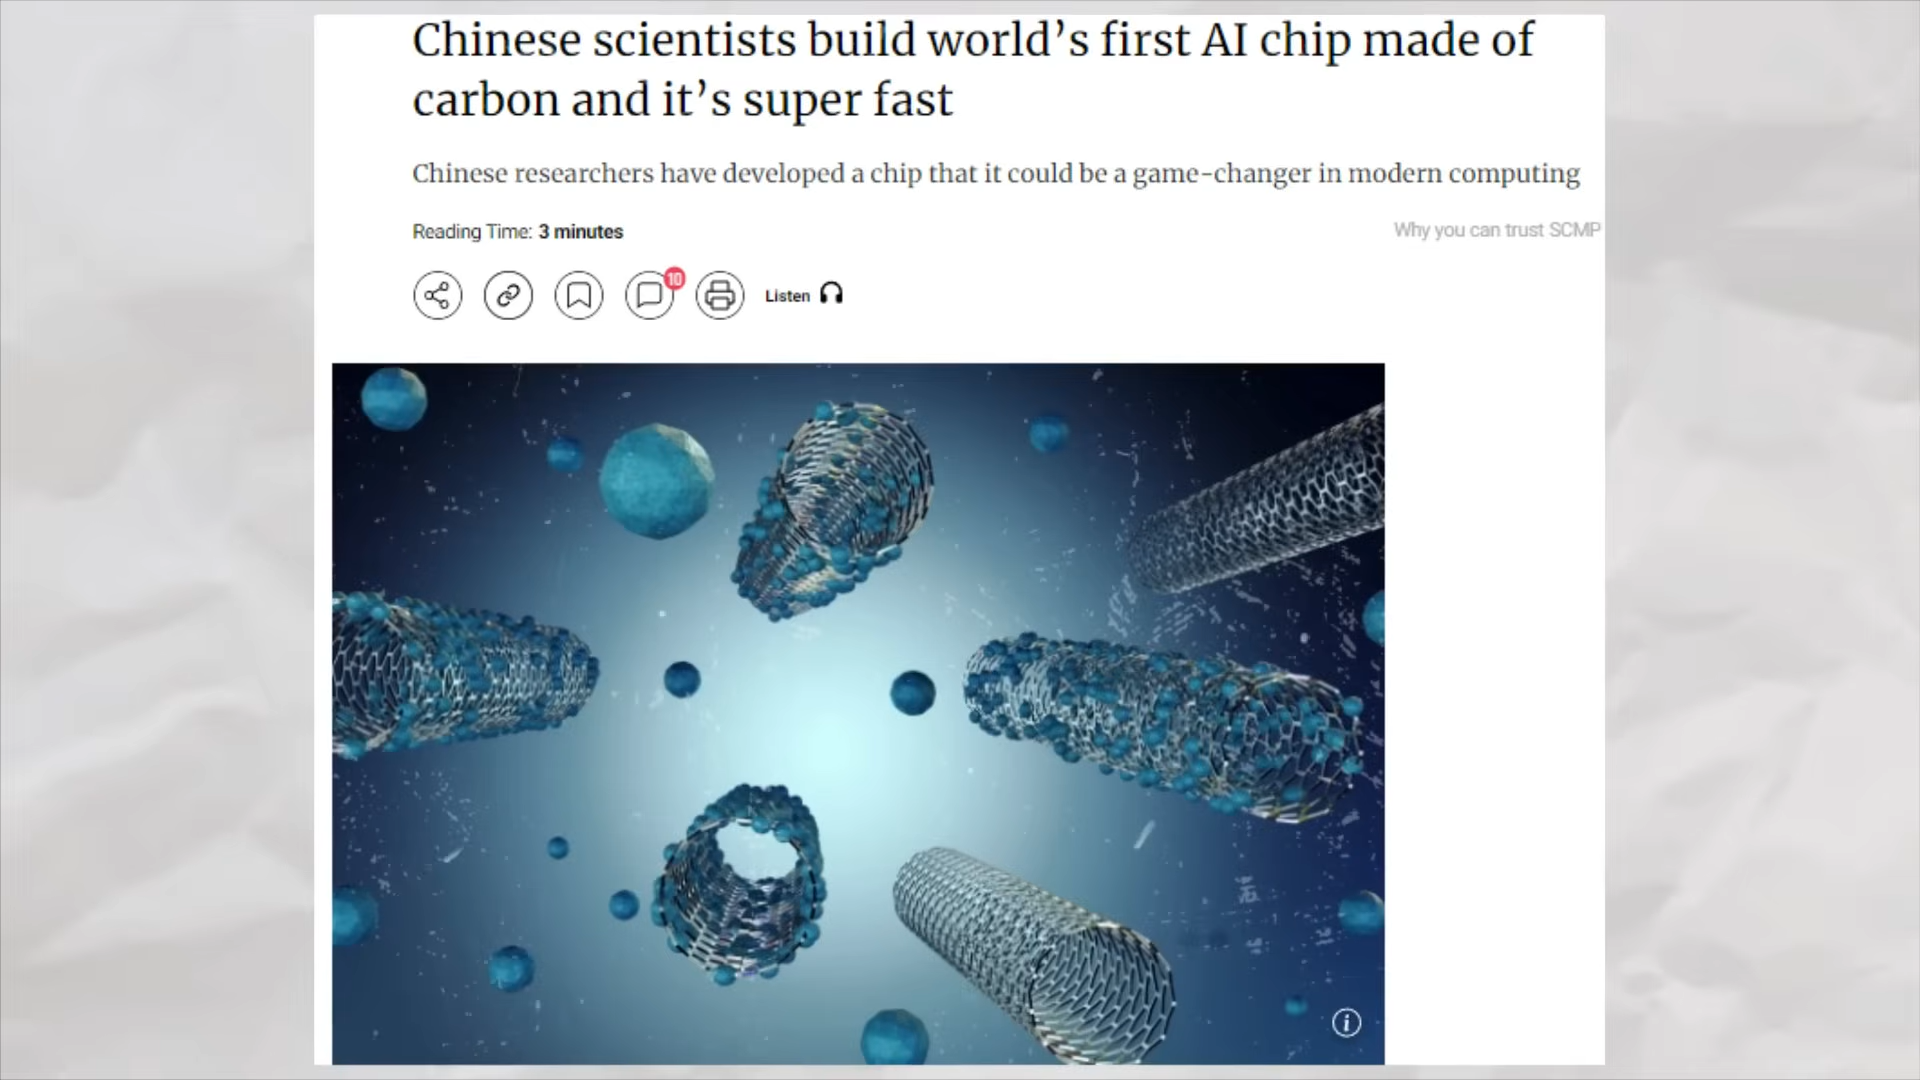 Chinese scientists build world’s first AI chip made of
carbon and it’s super fast
Chinese researchers have developed a chip that it could be a game-changer in modern computing
Reading Time: 3 minutes
Why you can trust SCMP
10
Listen
i